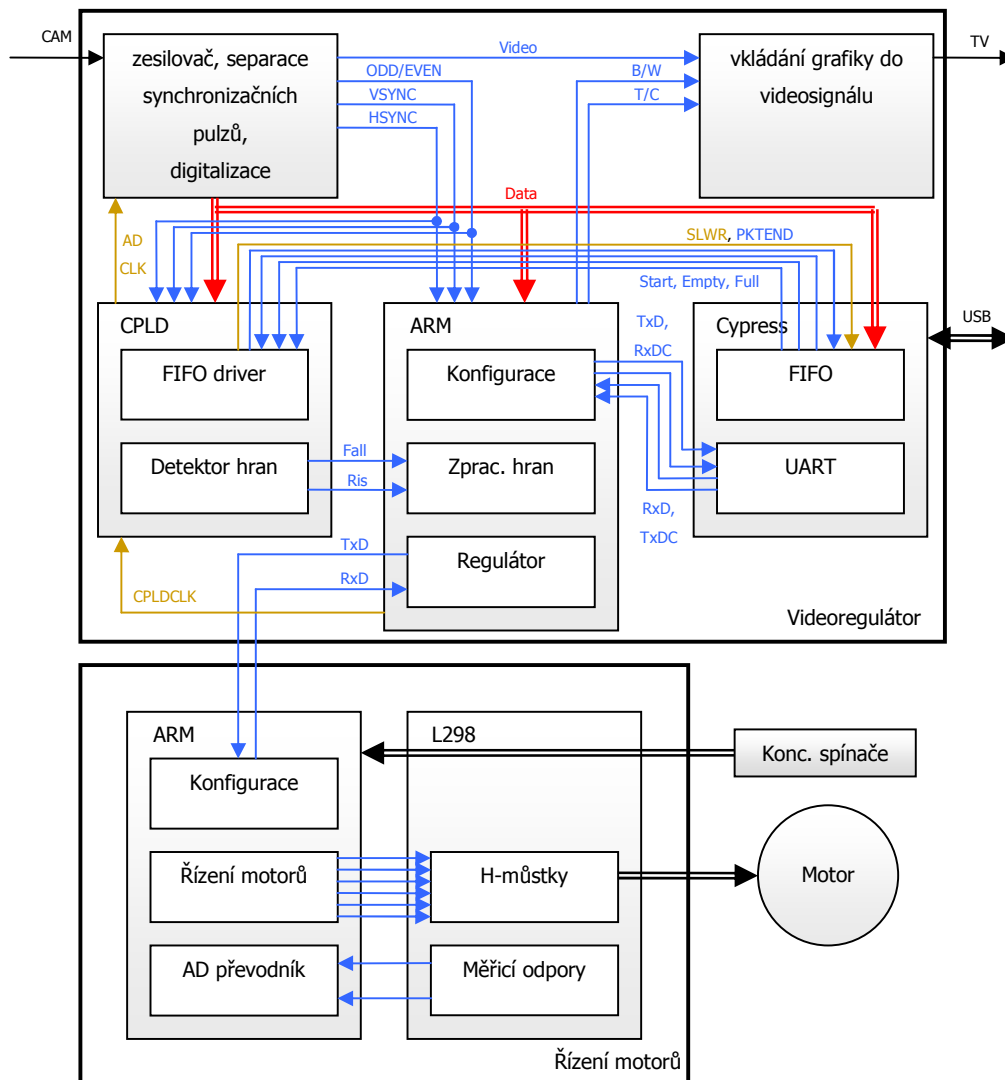 CAM
zesilovač, separace
synchronizačních
pulzů,
digitalizace
Video
ODD/EVEN
VSYNC
HSYNC
B/W
T/C
vkládání grafiky do
videosignálu
TV
Data
AD
CLK
SLWR, PKTEND
Start, Empty, Full
CPLD
FIFO driver
Detektor hran
ARM
Konfigurace
Zprac. hran
Regulátor
Fall
Ris
TxD,
RxDC
Cypress
FIFO
UART
USB
RxD,
TxDC
TxD
RxD
CPLDCLK
Videoregulátor
ARM
Konfigurace
Řízení motorů
AD převodník
L298
H-můstky
Měřicí odpory
Konc. spínače
Motor
Řízení motorů